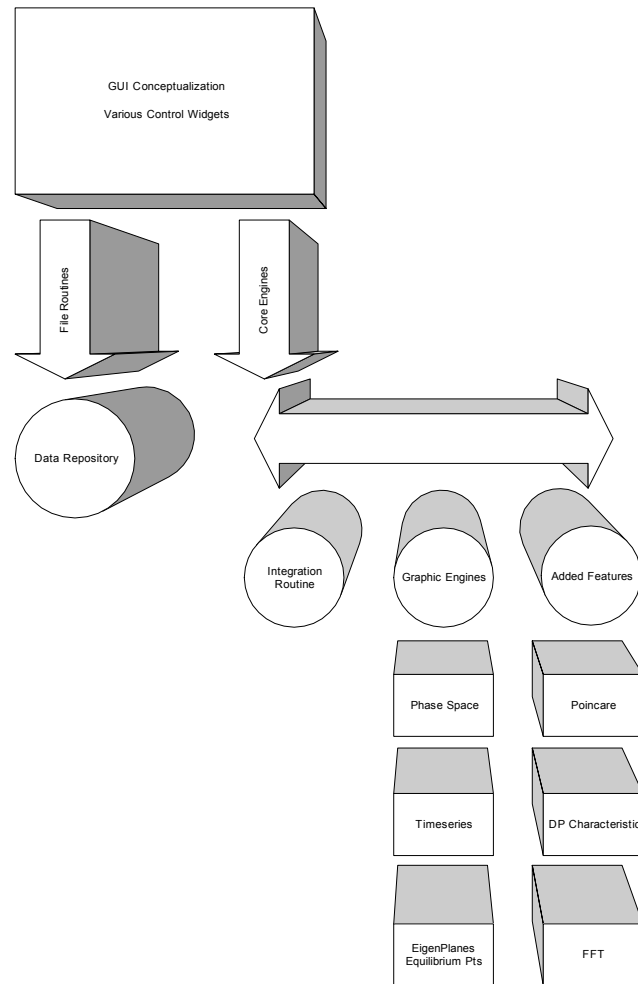 GUI Conceptualization
Various Control Widgets
File Routines
Core Engines
Data Repository
Integration
Routine
Graphic Engines
Added Features
Phase Space
Poincare
Timeseries
DP Characteristic
EigenPlanes
Equilibrium Pts
FFT